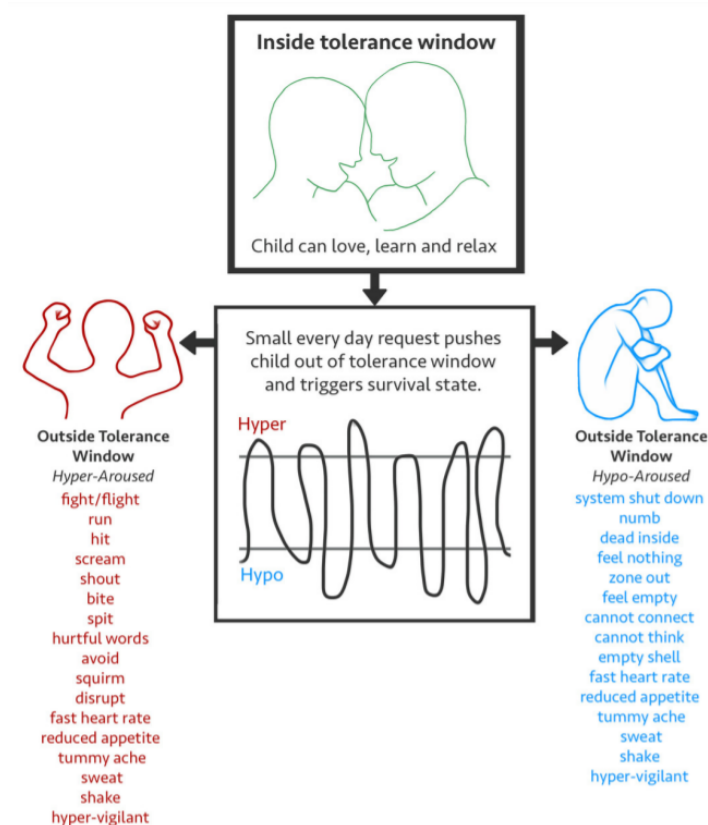 Inside tolerance window
Child can love, learn and relax
Small every day request pushes
child out of tolerance window
and triggers survival state.
Hyper
Hypo
Outside Tolerance
Window
Hyper-Aroused
fight/flight
run
hit
scream
shout
bite
spit
hurtful words
avoid
squirm
disrupt
fast heart rate
reduced appetite
tummy ache
sweat
shake
hyper-vigilant
Outside Tolerance
Window
Hypo-Aroused
system shut down
numb
dead inside
feel nothing
zone out
feel empty
cannot connect
cannot think
empty shell
fast heart rate
reduced appetite
tummy ache
sweat
shake
hyper-vigilant